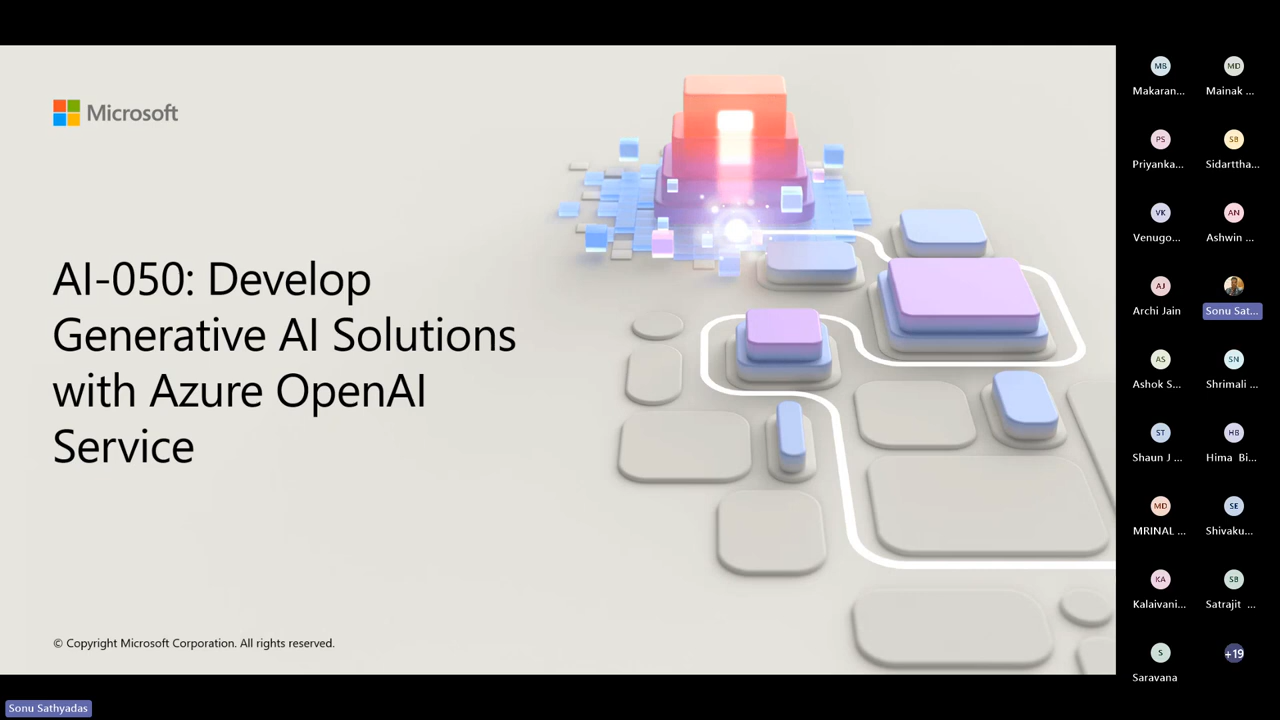 Microsoft
AI-050: Develop
Generative AI Solutions
with Azure OpenAI
Service
© Copyright Microsoft Corporation. All rights reserved.
MB
MD
Makaran...
Mainak ...
PS
SB
Priyanka...
Sidarttha...
VK
AN
Venugo...
Ashwin ...
AJ
Archi Jain
Sonu Sat...
AS
SN
Ashok S...
Shrimali ...
ST
HB
Shaun J ...
Hima Bi...
MD
SE
MRINAL ...
Shivaku...
KA
SB
Kalaivani...
Satrajit ...
S
+19
Saravana
Sonu Sathyadas